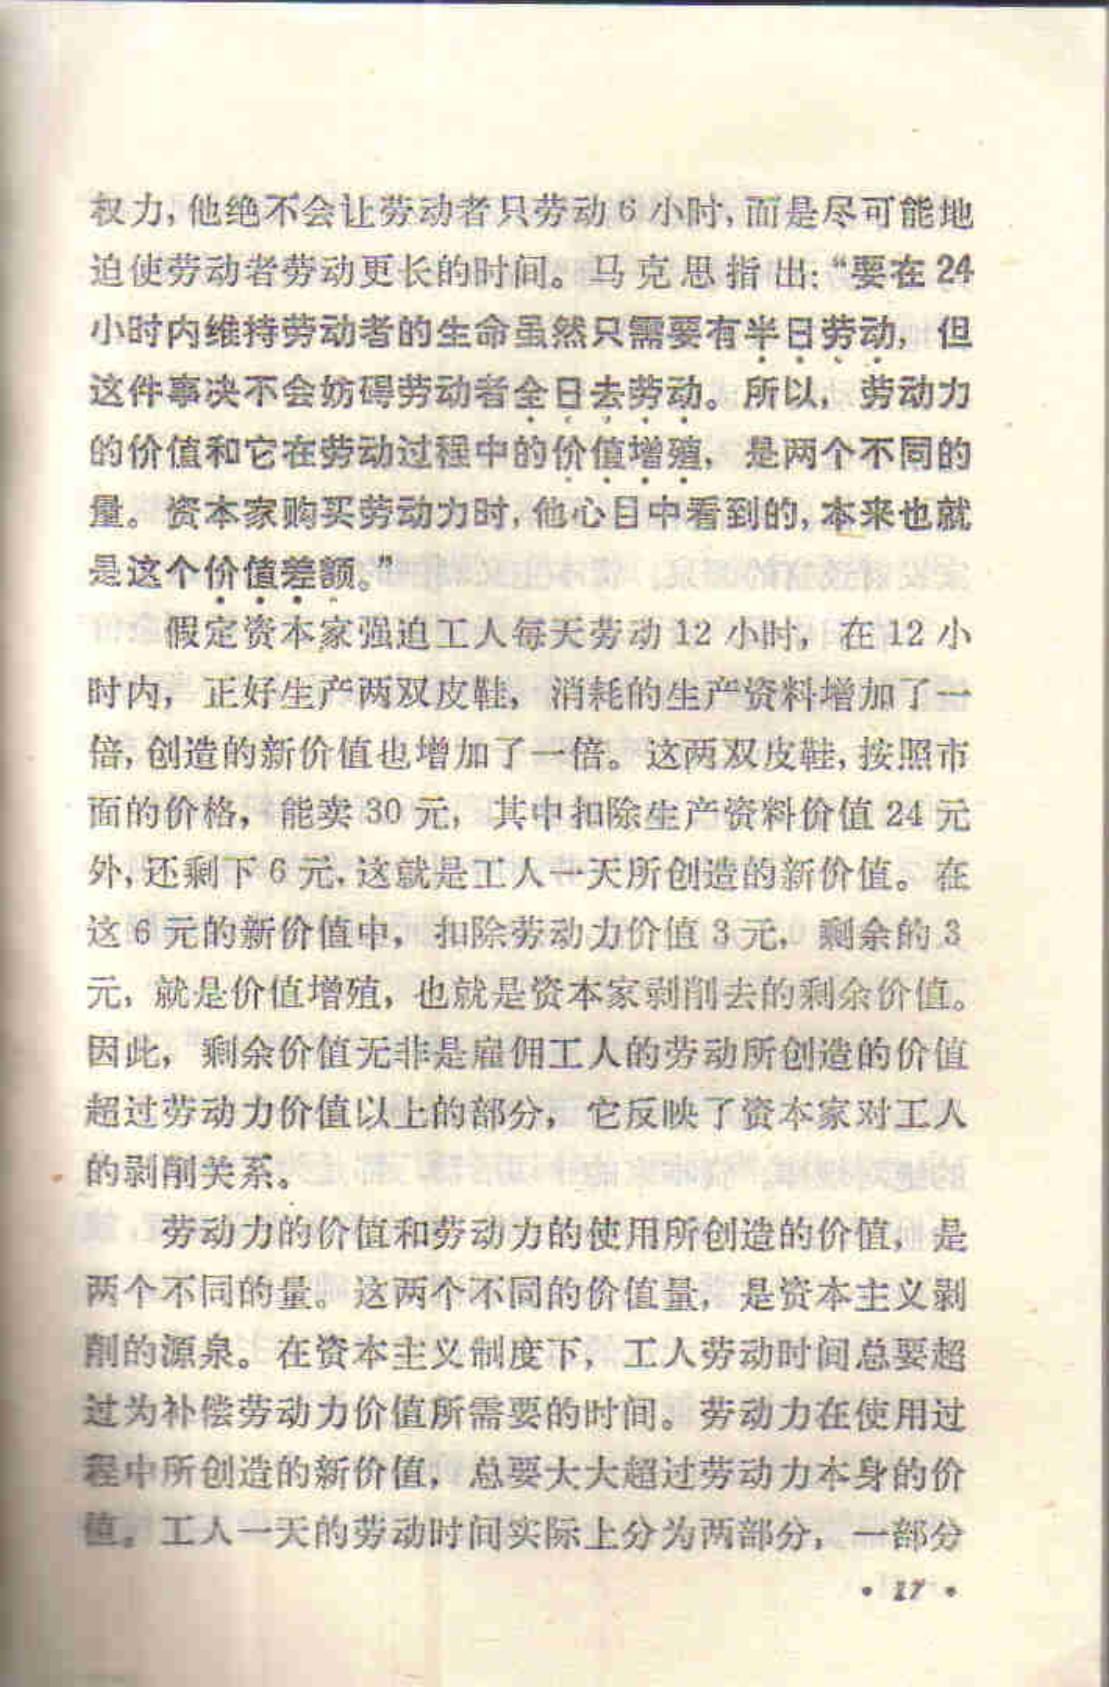 权力,他绝不会让劳动者只劳动6小时,而是尽可能地
迫使劳动者劳动更长的时间。马克思指出:“要在24
小时内维持劳动者的生命虽然只需要有半日劳动,但
这件事决不会妨碍劳动者全日去劳动。所以,劳动力
的价值和它在劳动过程中的价值增殖,是两个不同的
量。资本家购买劳动力时,他心目中看到的,本来也就
是这个价值差额。”
假定资本家强迫工人每天劳动12小时,在12小
时内,正好生产两双皮鞋,消耗的生产资料增加了一
倍,创造的新价值也增加了一倍。这两双皮鞋,按照市
面的价格,能卖30元,其中扣除生产资料价值24元
外,还剩下6元,这就是工人一天所创造的新价值。在
这6元的新价值中,扣除劳动力价值3元,剩余的3
元,就是价值增殖,也就是资本家剥削去的剩余价值。
因此,剩余价值无非是雇佣工人的劳动所创造的价值
超过劳动力价值以上的部分,它反映了资本家对工人
的剥削关系。
劳动力的价值和劳动力的使用所创造的价值,是
两个不同的量。这两个不同的价值量,是资本主义剥
削的源泉。在资本主义制度下,工人劳动时间总要超
过为补偿劳动力价值所需要的时间。劳动力在使用过
程中所创造的新价值,总要大大超过劳动力本身的价
值。工人一天的劳动时间实际上分为两部分,一部分
• 17 •